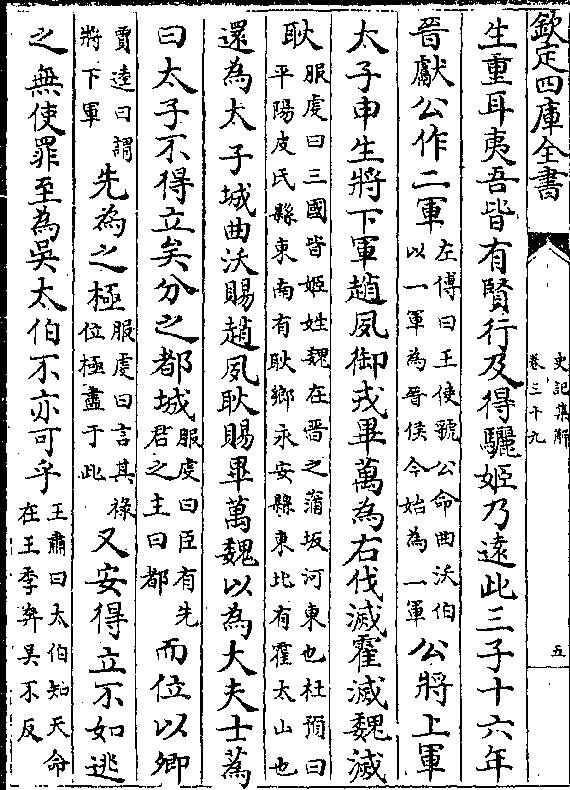 欽定四庫全書
史記集解
卷三十九
五
生重耳夷吾皆有賢行及得驪姬乃遠此三子十六年
晉獻公作二軍左傳曰王使虢公命曲沃伯以一軍為晉侯今始為一軍公將上軍
太子申生將下軍趙夙御戎畢萬為右伐滅霍滅魏滅
耿服虔曰三國皆姬姓魏在晉之蒲坂河東也杜預曰平陽皮氏縣東南有耿鄉永安縣東北有霍太山也
還為太子城曲沃賜趙夙耿賜畢萬魏以為大夫士蒍
曰太子不得立矣分之都城服虔曰臣有先君之主曰都而位以卿
賈逵曰謂將下軍先為之極服虔曰言其祿位極盡于此又安得立不如逃
之無使罪至為吳太伯不亦可乎王肅曰太伯知天命在王季奔吳不反